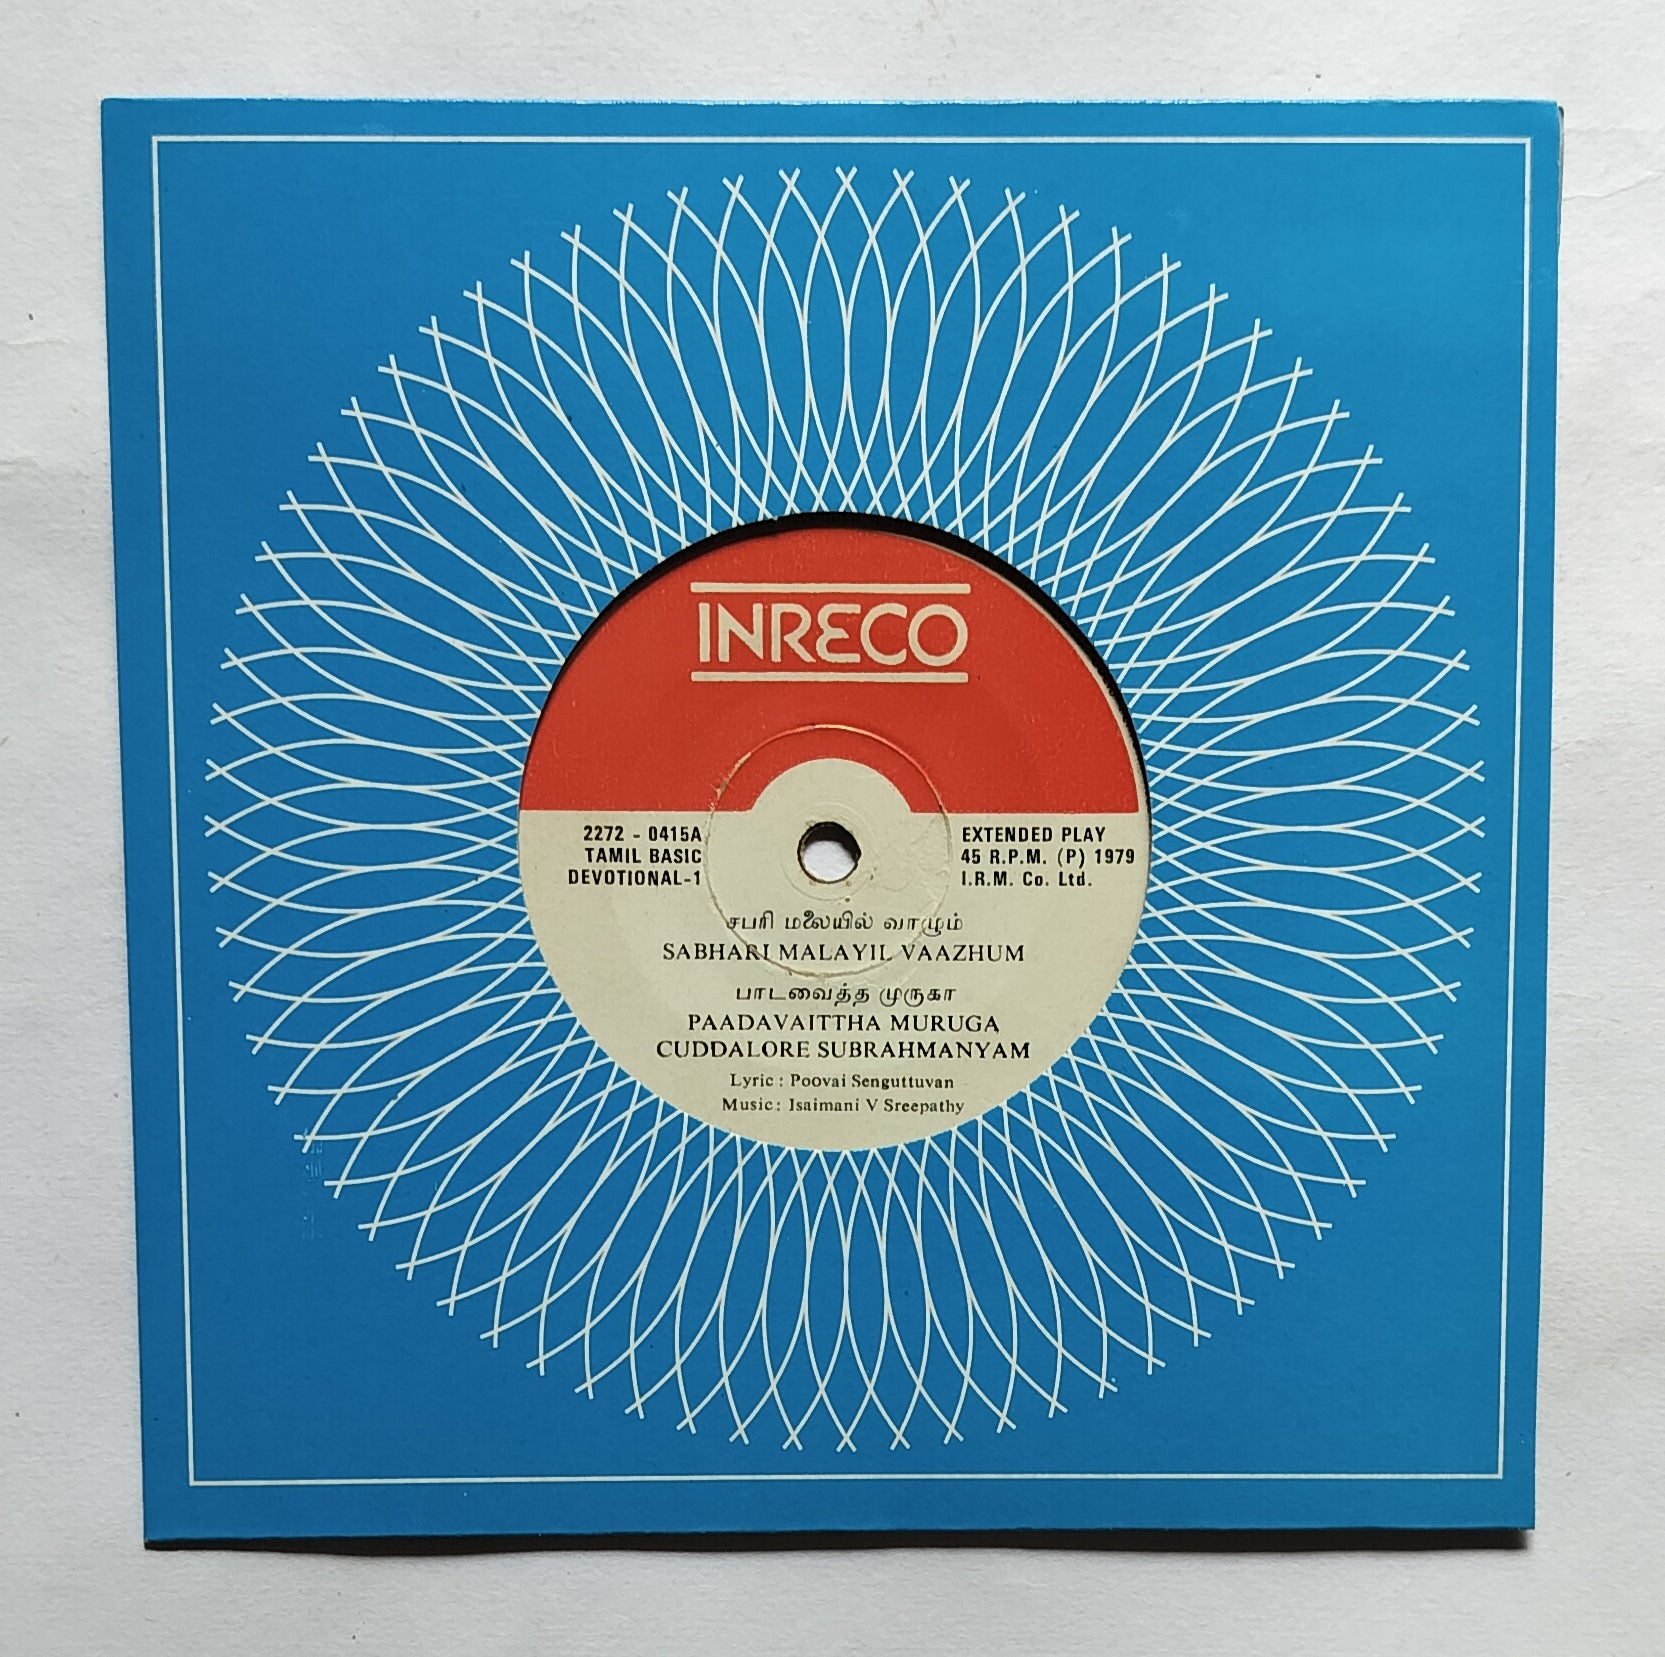 INRECO
2272 - 0415A
TAMIL BASIC
DEVOTIONAL-1
EXTENDED PLAY
45 R.P.M. (P) 1979
I.R.M. Co. Ltd.
சபரி மலையில் வாழும்
SABHARI MALAYIL VAAZHUM
பாடவைத்த முருகா
PAADAVAITTHA MURUGA
CUDDALORE SUBRAHMANYAM
Lyric : Poovai Senguttuvan
Music : Isaimani V Sreepathy